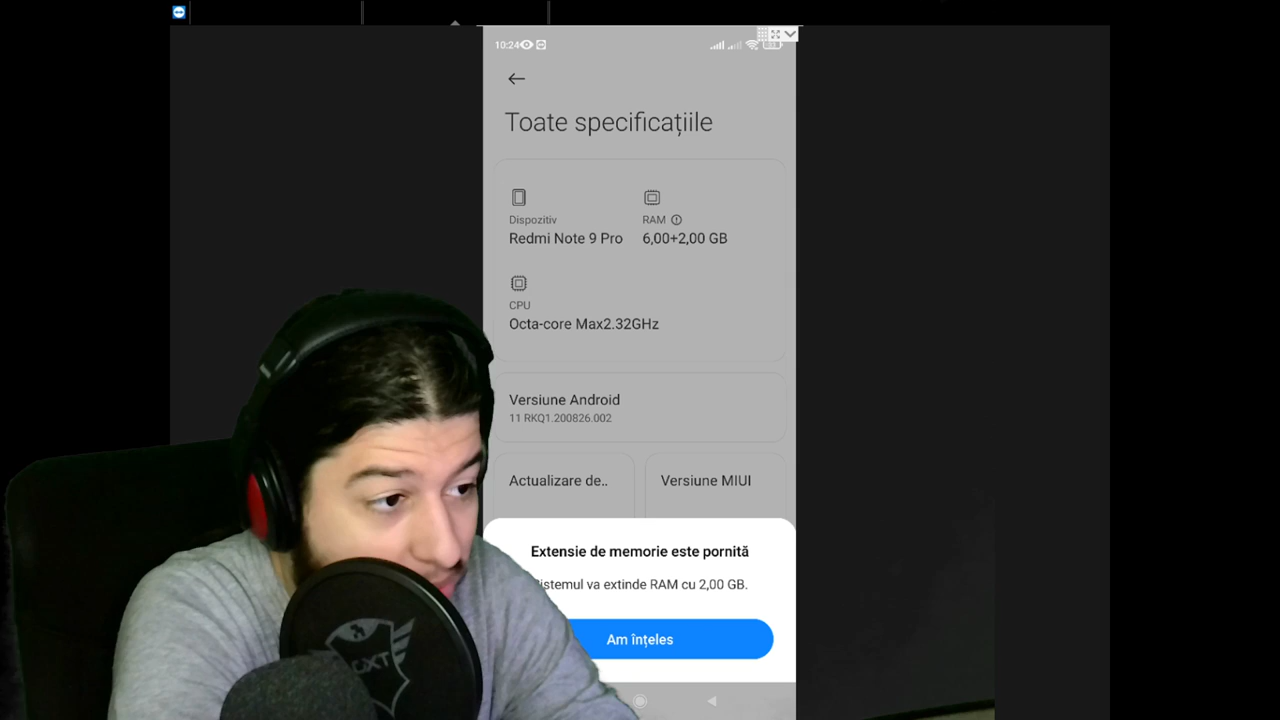 10:24
Toate specificațiile
Dispozitiv
RAM
Redmi Note 9 Pro
6,00+2,00 GB
CPU
Octa-core Max2.32GHz
Versiune Android
11 RKQ1.200826.002
Actualizare de..
Versiune MIUI
Extensie de memorie este pornită
istemul va extinde RAM cu 2,00 GB.
Am înțeles
GXT